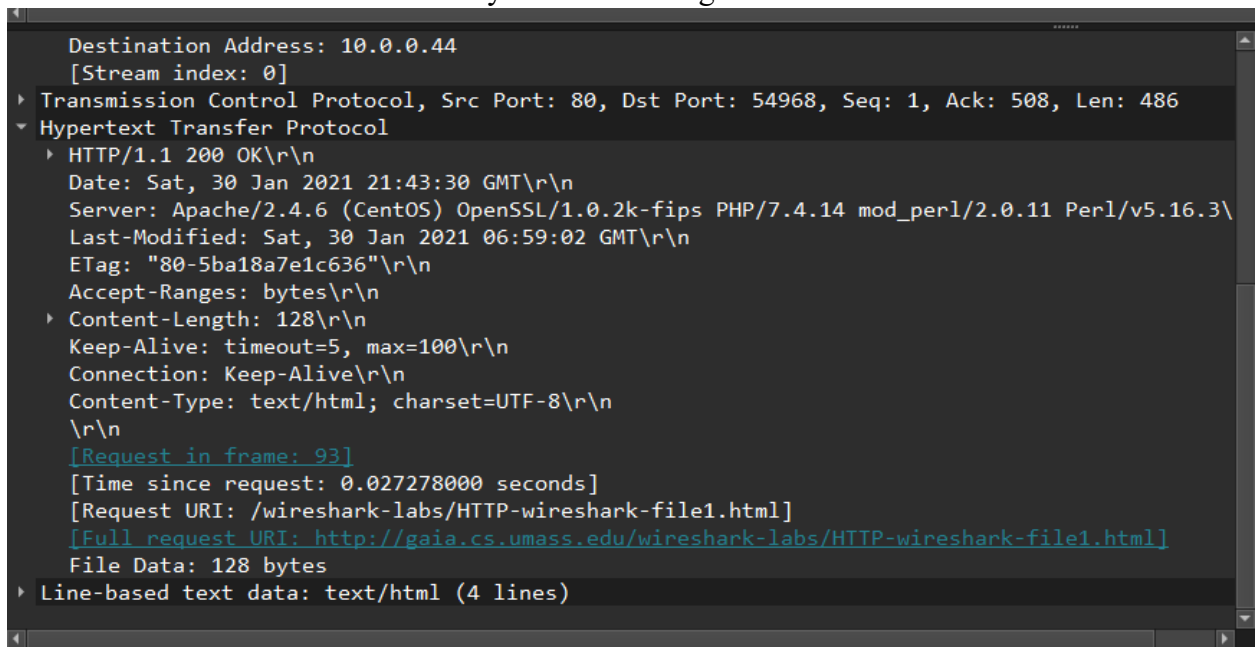 Destination Address: 10.0.0.44
[Stream index: 0]
Transmission Control Protocol, Src Port: 80, Dst Port: 54968, Seq: 1, Ack: 508, Len: 486
Hypertext Transfer Protocol
HTTP/1.1 200 OK\r\n
Date: Sat, 30 Jan 2021 21:43:30 GMT\r\n
Server: Apache/2.4.6 (CentOS) OpenSSL/1.0.2k-fips PHP/7.4.14 mod_perl/2.0.11 Perl/v5.16.3\
Last-Modified: Sat, 30 Jan 2021 06:59:02 GMT\r\n
ETag: "80-5ba18a7e1c636"\r\n
Accept-Ranges: bytes\r\n
Content-Length: 128\r\n
Keep-Alive: timeout=5, max=100\r\n
Connection: Keep-Alive\r\n
Content-Type: text/html; charset=UTF-8\r\n
\r\n
[Request in frame: 93]
[Time since request: 0.027278000 seconds]
[Request URI: /wireshark-labs/HTTP-wireshark-file1.html]
[Full request URI: http://gaia.cs.umass.edu/wireshark-labs/HTTP-wireshark-file1.html]
File Data: 128 bytes
Line-based text data: text/html (4 lines)